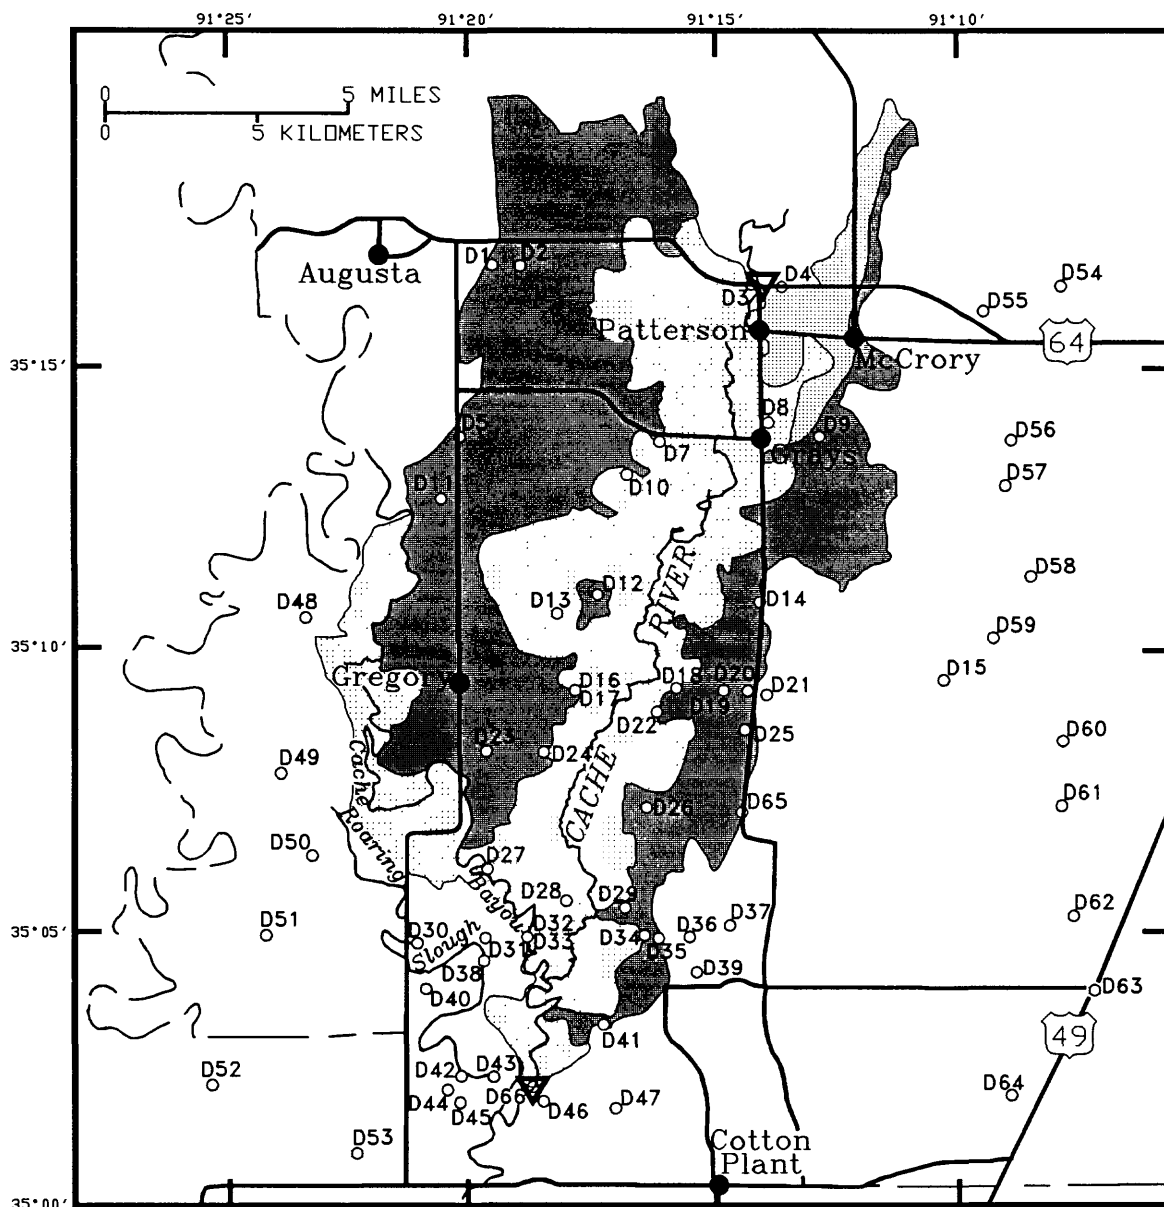 91°25′ 91°20′ 91°15′ 91°10′
0 5 MILES
0 5 KILOMETERS
D1 D2
Augusta
D4
D3
D54
D55
Patterson
64
35°15′
McCrory
D8
D5
D9
D56
D7
Grays
D10
D57
D11
RIVER
D58
D12
D13
D14
D48
D59
35°10′
Gregory
D16
D18 D20
D15
D17
D19
D21
D22
D25
D23
D24
D60
D49
Cache
CACHE
D26
D65
D61
Roaring
D50
D27
Bayou
D28
D29
D62
D51
D37
35°05′
D30
D32
D36
Slough
D31
D33
D34
D35
D38
D39
D40
D63
D41
49
D52
D42 D43
D64
D66
D44
D45
D46
D47
D53
Cotton
Plant
35°00′